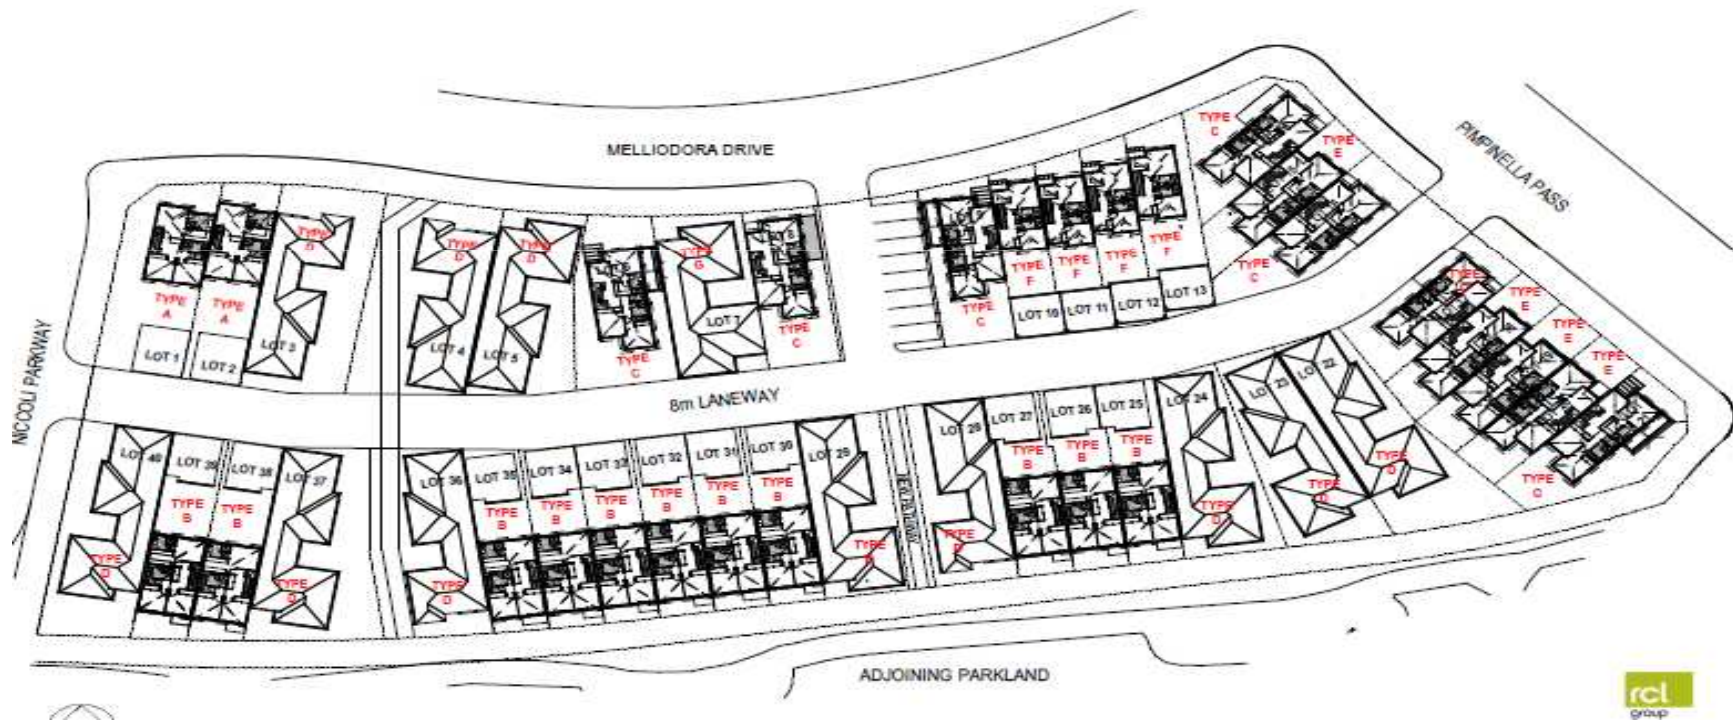 MELLIODORA DRIVE
PIMPINELLA PASS
NICCOLI PARKWAY
TYPE
C
TYPE
E
TYPE
D
TYPE
D
TYPE
D
TYPE
G
TYPE
F
TYPE
F
TYPE
F
TYPE
F
TYPE
C
TYPE
A
TYPE
A
TYPE
C
TYPE
C
TYPE
C
LOT 1
LOT 2
LOT 3
LOT 4
LOT 5
LOT 7
LOT 10
LOT 11
LOT 12
LOT 13
TYPE
TYPE
E
TYPE
E
TYPE
E
8m LANEWAY
LOT 40
LOT 39
LOT 38
LOT 37
LOT 36
LOT 35
LOT 34
LOT 33
LOT 32
LOT 31
LOT 30
LOT 29
LOT 28
LOT 27
LOT 26
LOT 25
LOT 24
LOT 23
LOT 22
TYPE
B
TYPE
B
TYPE
B
TYPE
B
TYPE
B
TYPE
B
TYPE
B
TYPE
B
TYPE
B
TYPE
B
TYPE
B
TYPE
D
TYPE
D
TYPE
D
TYPE
D
TYPE
D
TYPE
D
TYPE
D
TYPE
D
TYPE
ADJOINING PARKLAND
rcl
group